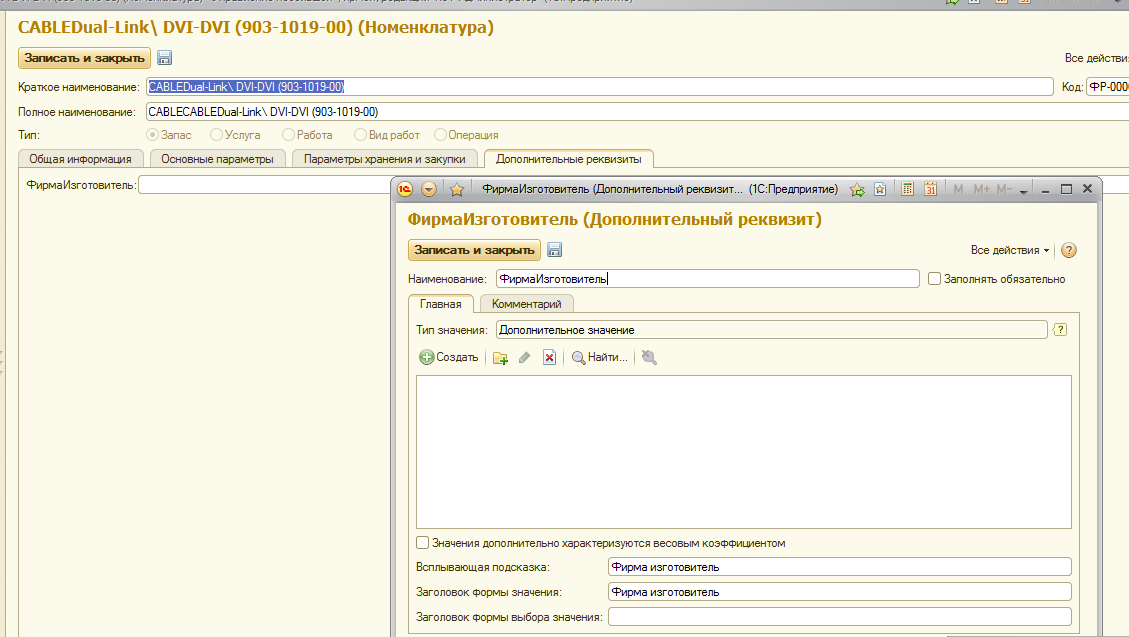 CABLEDual-Link\ DVI-DVI (903-1019-00) (Номенклатура)
Записать и закрыть
Все действи
Краткое наименование: CABLEDual-Link\ DVI-DVI (903-1019-00) Код: ФР-000
Полное наименование: CABLECABLEDual-Link\ DVI-DVI (903-1019-00)
Тип: Запас Услуга Работа Вид работ Операция
Общая информация Основные параметры Параметры хранения и закупки Дополнительные реквизиты
ФирмаИзготовитель:
ФирмаИзготовитель (Дополнительный реквизит... (1С:Предприятие) 31 M M+ M-
ФирмаИзготовитель (Дополнительный реквизит)
Записать и закрыть Все действия ?
Наименование: ФирмаИзготовитель Заполнять обязательно
Главная Комментарий
Тип значения: Дополнительное значение ?
Создать Найти...
Значения дополнительно характеризуются весовым коэффициентом
Всплывающая подсказка: Фирма изготовитель
Заголовок формы значения: Фирма изготовитель
Заголовок формы выбора значения: